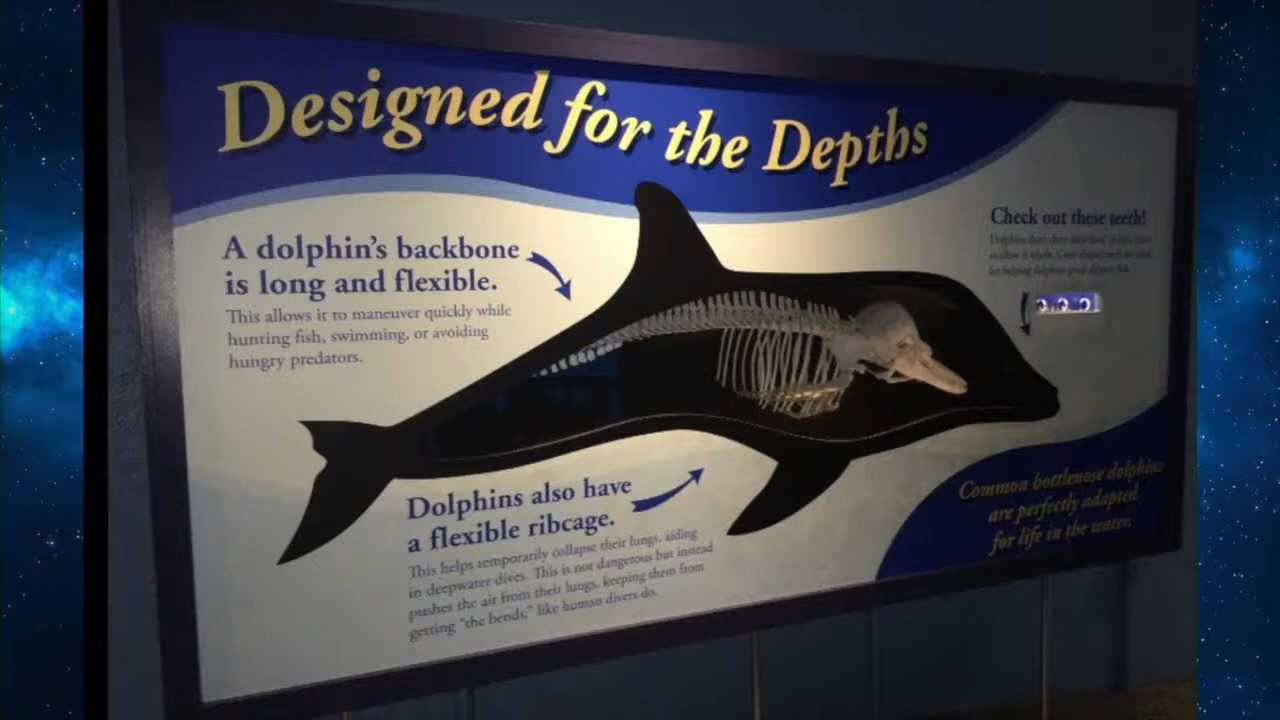 Designed for the Depths
A dolphin's backbone
is long and flexible.
This allows it to maneuver quickly while
hunting fish, swimming, or avoiding
hungry predators.
Check out these teeth!
Dolphins also have
a flexible ribcage.
This helps temporarily collapse their lungs, aiding
in deepwater dives. This is not dangerous but instead
pushes the air from their lungs, keeping them from
getting "the bends," like human divers do.
Common bottlenose dolphins
are perfectly adapted
for life in the water.